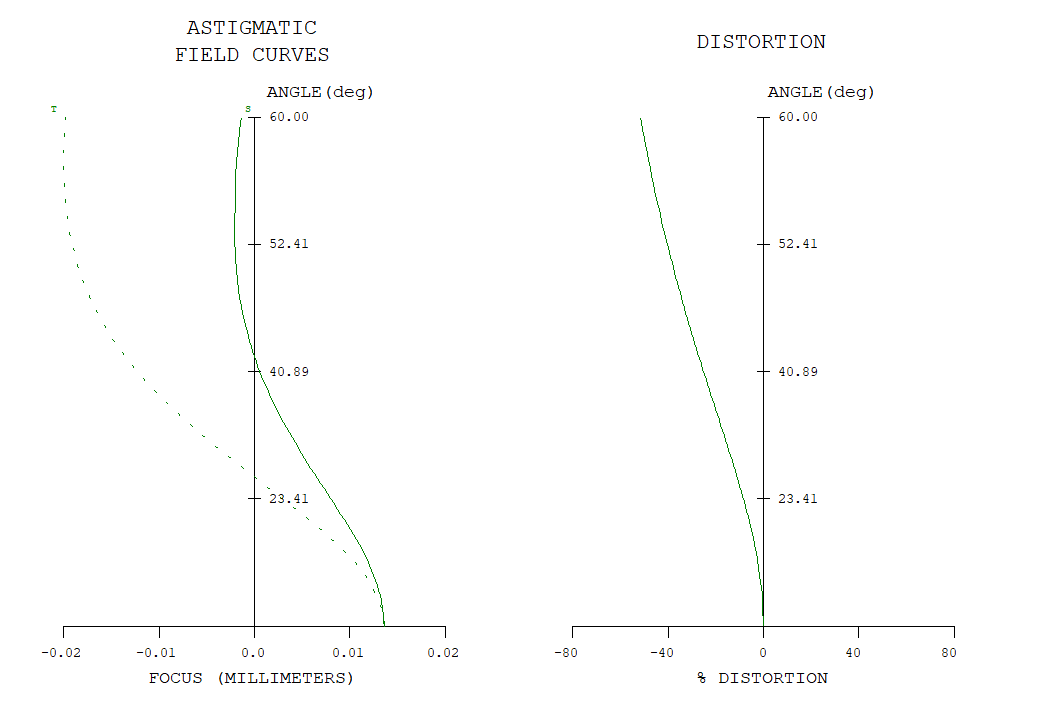 ASTIGMATIC
FIELD CURVES
ANGLE(deg)
T
S
60.00
52.41
40.89
23.41
-0.02
-0.01
0.0
0.01
0.02
FOCUS (MILLIMETERS)
DISTORTION
ANGLE(deg)
60.00
52.41
40.89
23.41
-80
-40
0
40
80
% DISTORTION